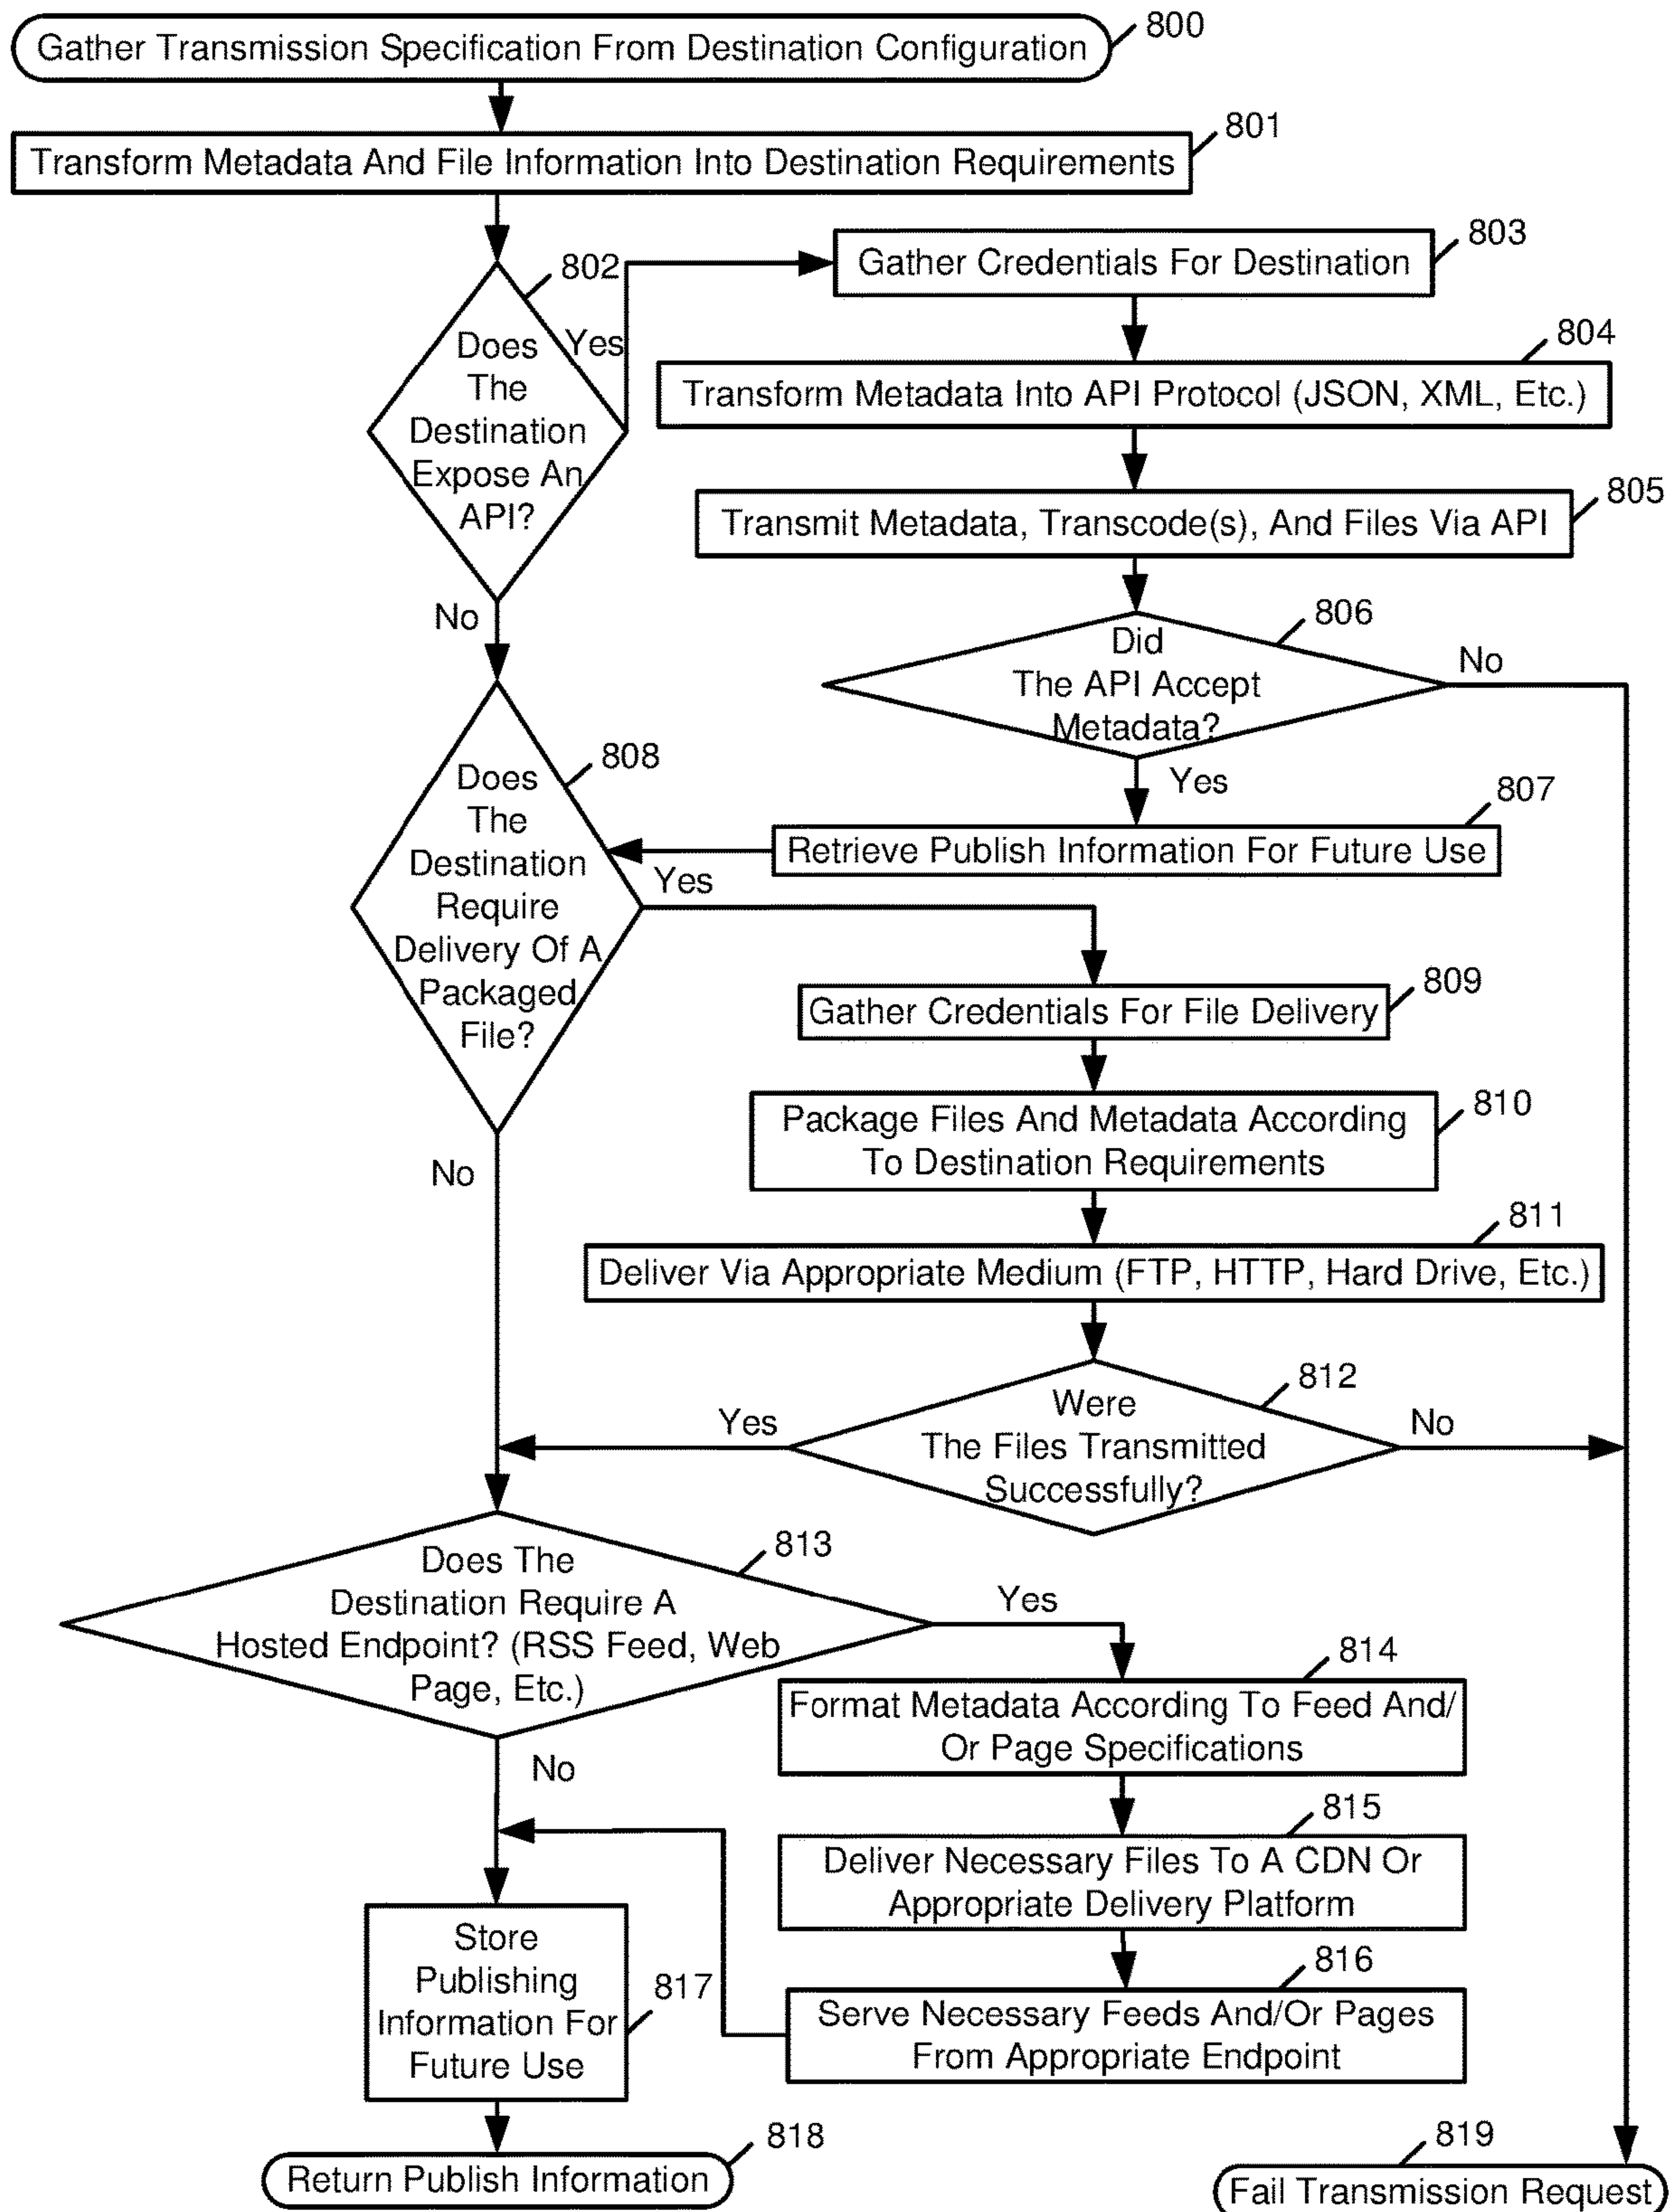 Gather Transmission Specification From Destination Configuration
800
Transform Metadata And File Information Into Destination Requirements
801
802
Does
The
Destination
Expose An
API?
Yes
No
Gather Credentials For Destination
803
804
Transform Metadata Into API Protocol (JSON, XML, Etc.)
805
Transmit Metadata, Transcode(s), And Files Via API
806
Did
The API Accept
Metadata?
No
Yes
807
Retrieve Publish Information For Future Use
808
Does
The
Destination
Require
Delivery Of A
Packaged
File?
Yes
No
809
Gather Credentials For File Delivery
810
Package Files And Metadata According
To Destination Requirements
811
Deliver Via Appropriate Medium (FTP, HTTP, Hard Drive, Etc.)
812
Were
The Files Transmitted
Successfully?
Yes
No
813
Does The
Destination Require A
Hosted Endpoint? (RSS Feed, Web
Page, Etc.)
Yes
No
814
Format Metadata According To Feed And/
Or Page Specifications
815
Deliver Necessary Files To A CDN Or
Appropriate Delivery Platform
816
Serve Necessary Feeds And/Or Pages
From Appropriate Endpoint
Store
Publishing
Information For
Future Use
817
818
Return Publish Information
819
Fail Transmission Request